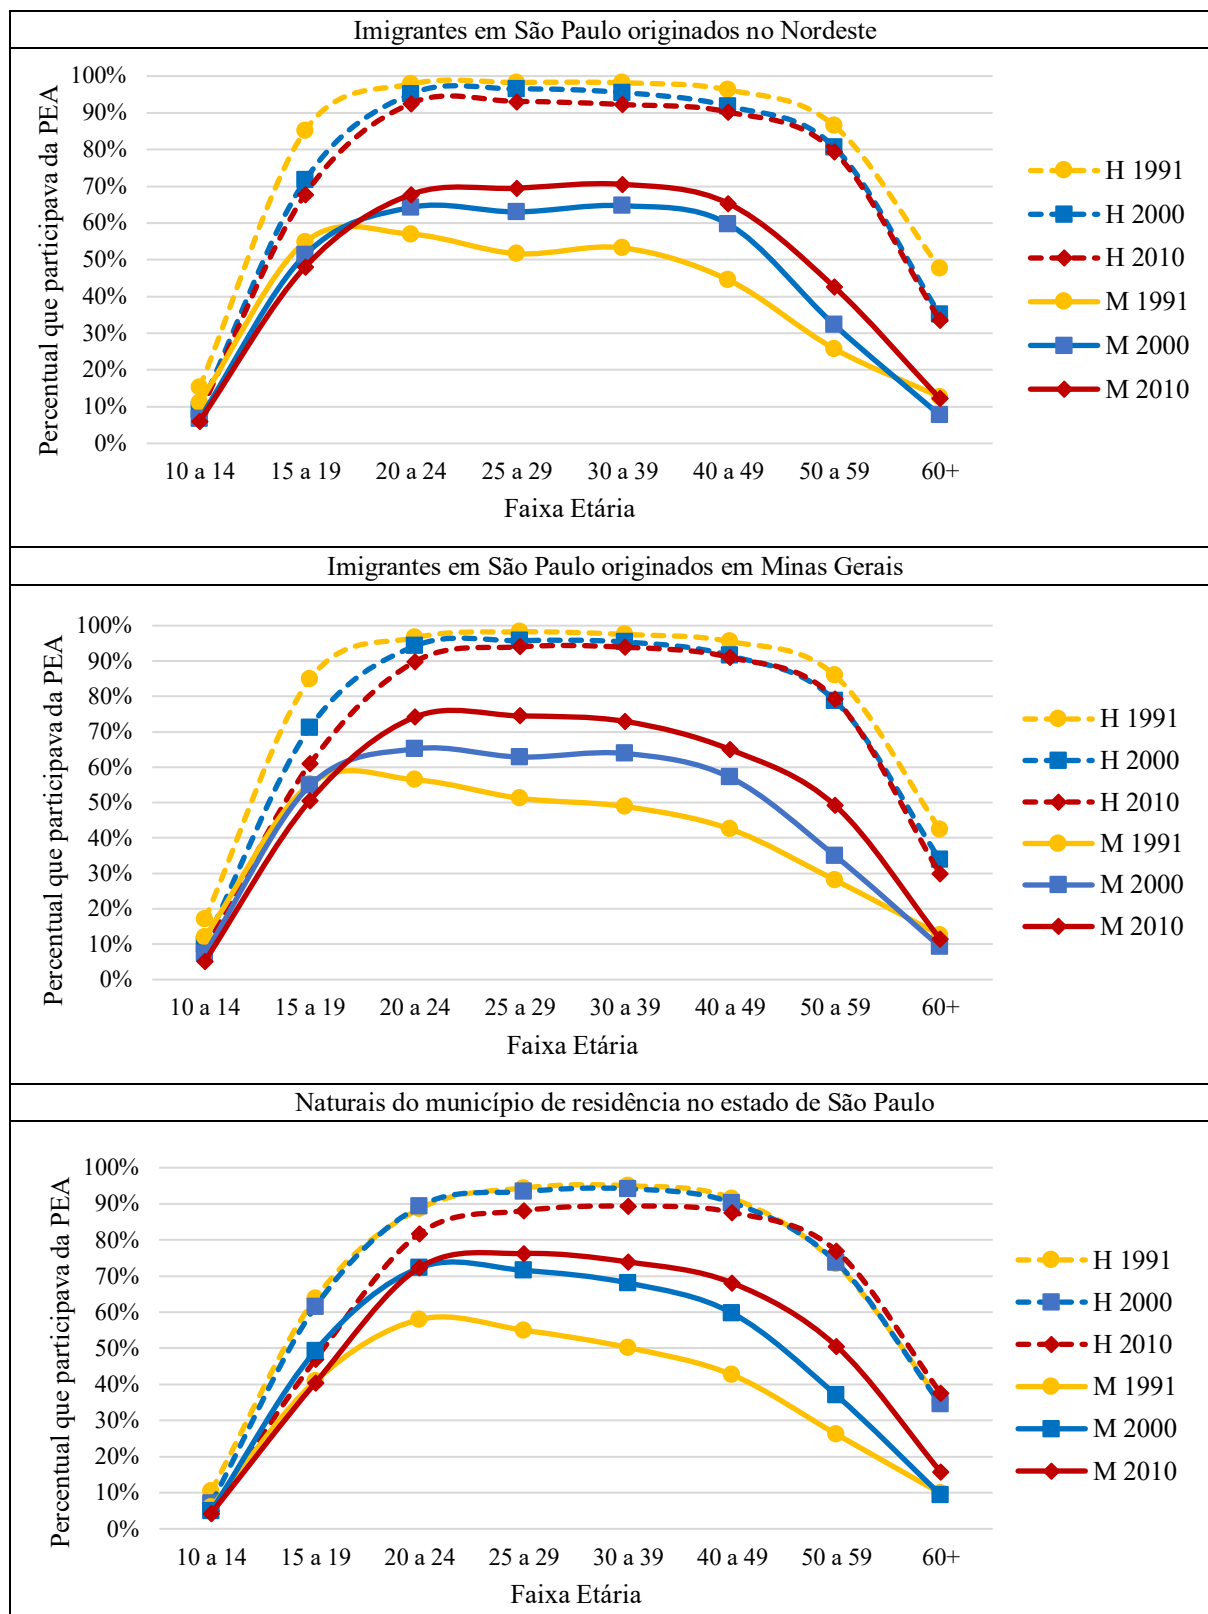 Imigrantes em São Paulo originados no Nordeste
Percentual que participava da PEA
100%
90%
80%
70%
60%
50%
40%
30%
20%
10%
0%
10 a 14 15 a 19 20 a 24 25 a 29 30 a 39 40 a 49 50 a 59 60+
Faixa Etária
H 1991
H 2000
H 2010
M 1991
M 2000
M 2010
Imigrantes em São Paulo originados em Minas Gerais
Percentual que participava da PEA
100%
90%
80%
70%
60%
50%
40%
30%
20%
10%
0%
10 a 14 15 a 19 20 a 24 25 a 29 30 a 39 40 a 49 50 a 59 60+
Faixa Etária
H 1991
H 2000
H 2010
M 1991
M 2000
M 2010
Naturais do município de residência no estado de São Paulo
Percentual que participava da PEA
100%
90%
80%
70%
60%
50%
40%
30%
20%
10%
0%
10 a 14 15 a 19 20 a 24 25 a 29 30 a 39 40 a 49 50 a 59 60+
Faixa Etária
H 1991
H 2000
H 2010
M 1991
M 2000
M 2010